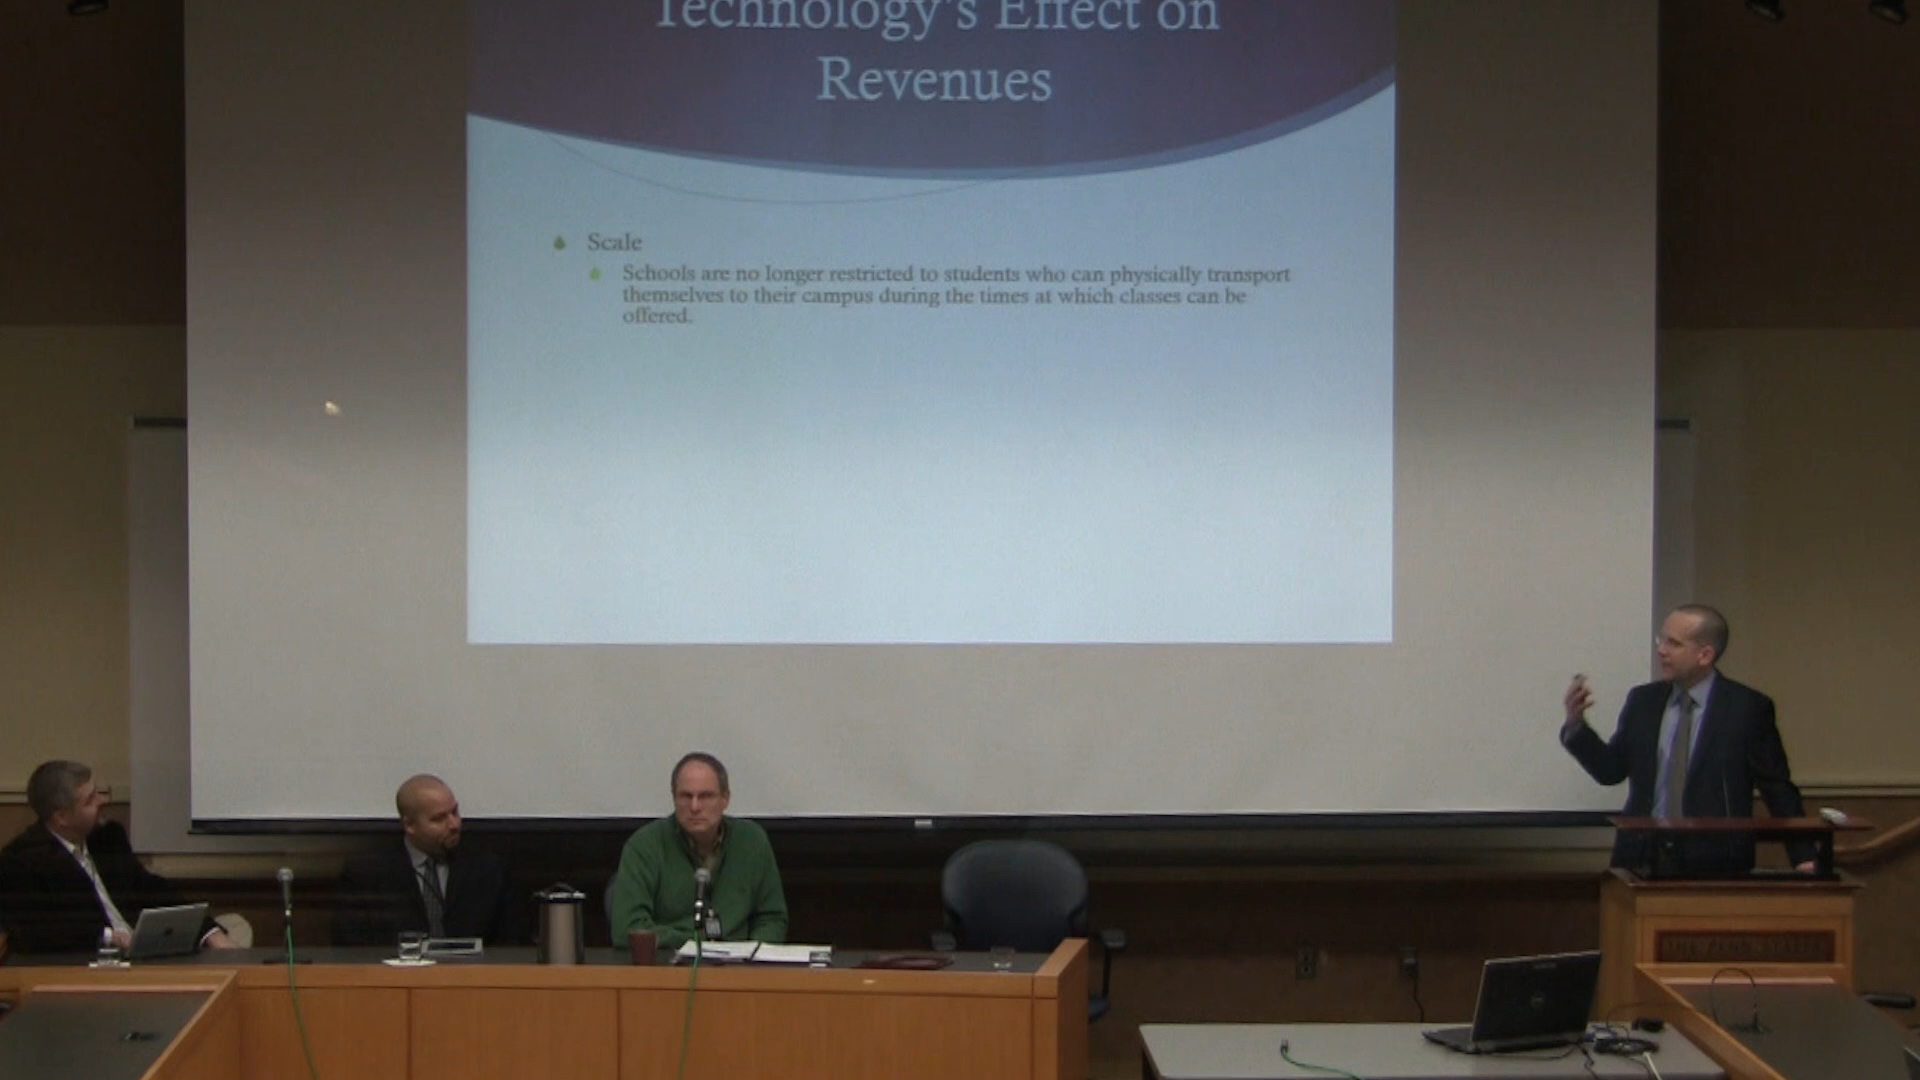 Technology's Effect on
Revenues
Scale
Schools are no longer restricted to students who can physically transport
themselves to their campus during the times at which classes can be
offered.